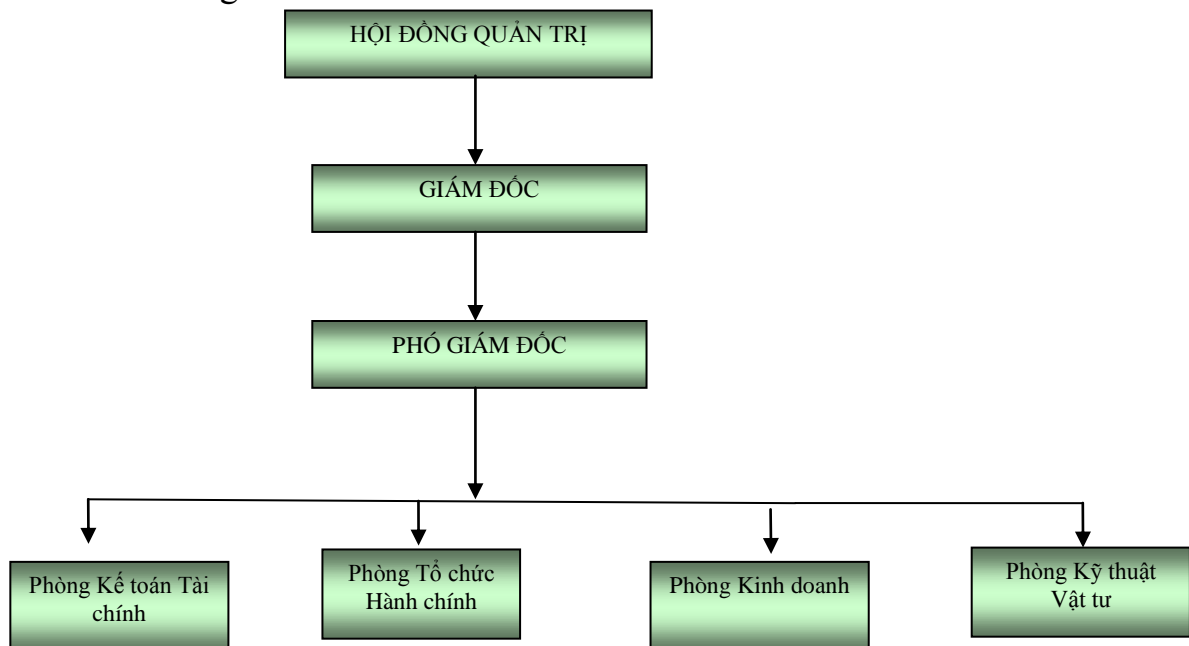 HỘI ĐỒNG QUẢN TRỊ
GIÁM ĐỐC
PHÓ GIÁM ĐỐC
Phòng Kế toán Tài
chính
Phòng Tổ chức
Hành chính
Phòng Kinh doanh
Phòng Kỹ thuật
Vật tư